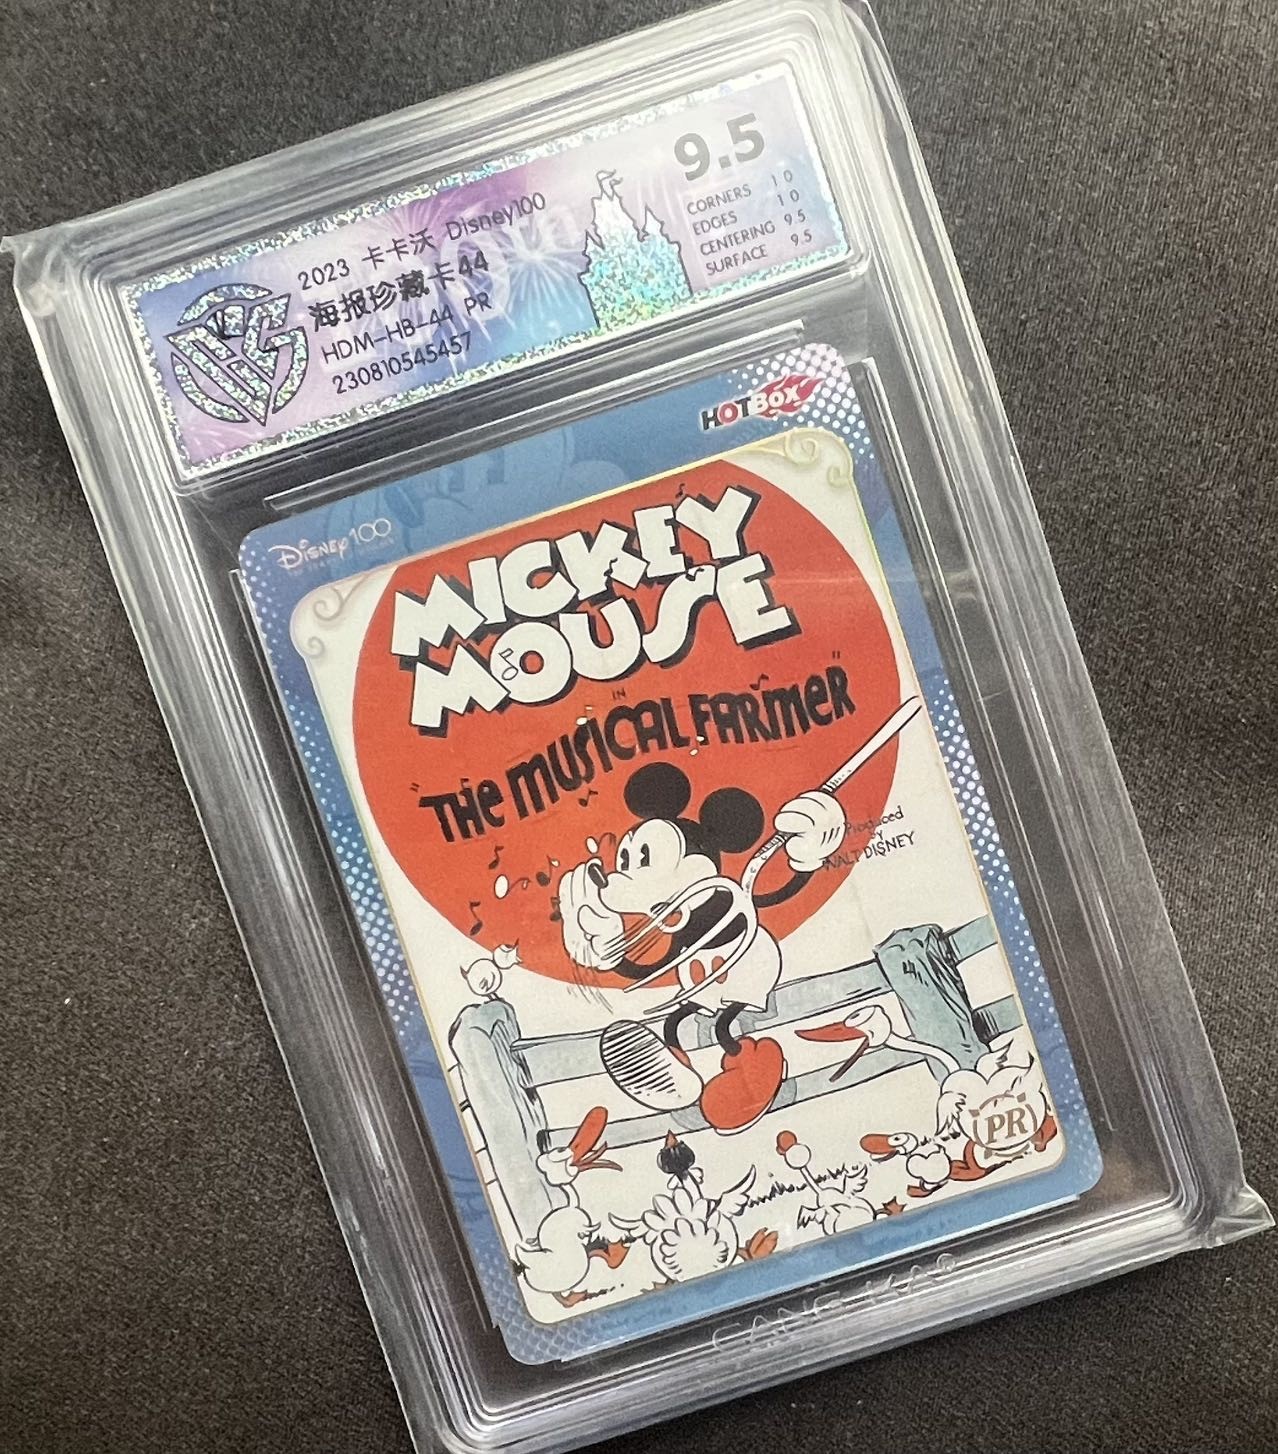 2023 卡卡沃 Disney100
海报珍藏卡44
HDM-HB-44 PR
230810545457
9.5
CORNERS 10
EDGES 10
CENTERING 9.5
SURFACE 9.5
HOTBOX
Disney100
MICKEY
MOUSE
IN
"THE MUSICAL FARMER"
Produced
BY
WALT DISNEY
PR
CANG KA